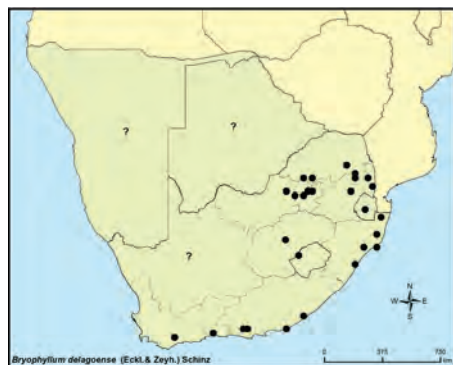 ?
?
?
N
W E
S
Bryophyllum delagoense (Eckl.& Zeyh.) Schinz
0 375 750
km